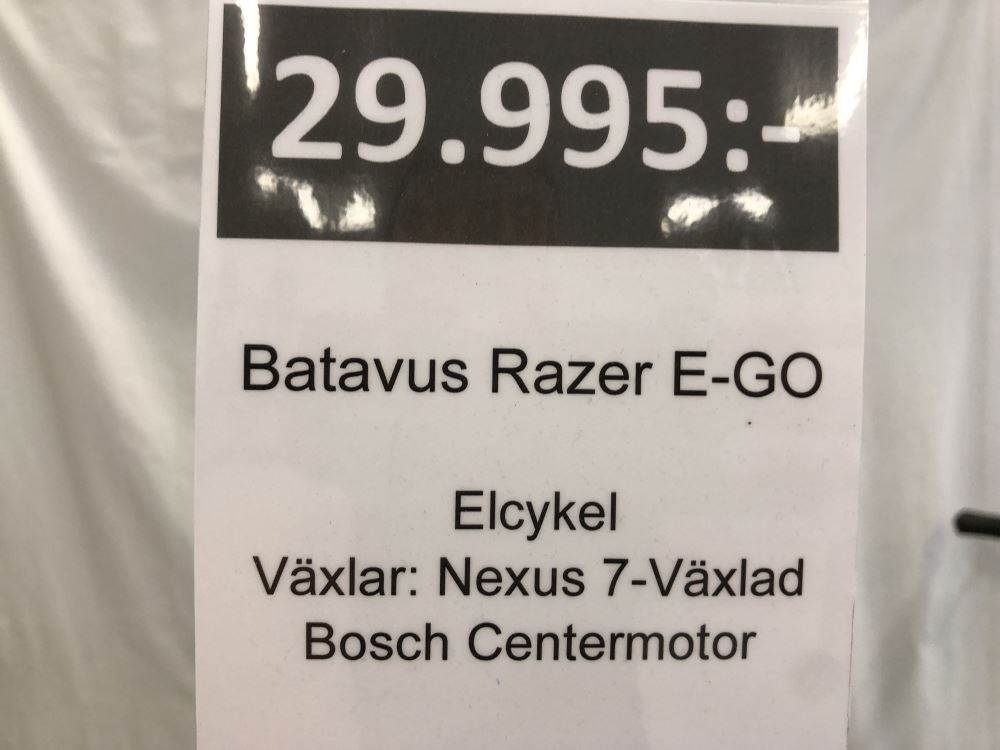 29.995:-
Batavus Razer E-GO
Elcykel
Växlar: Nexus 7-Växlad
Bosch Centermotor